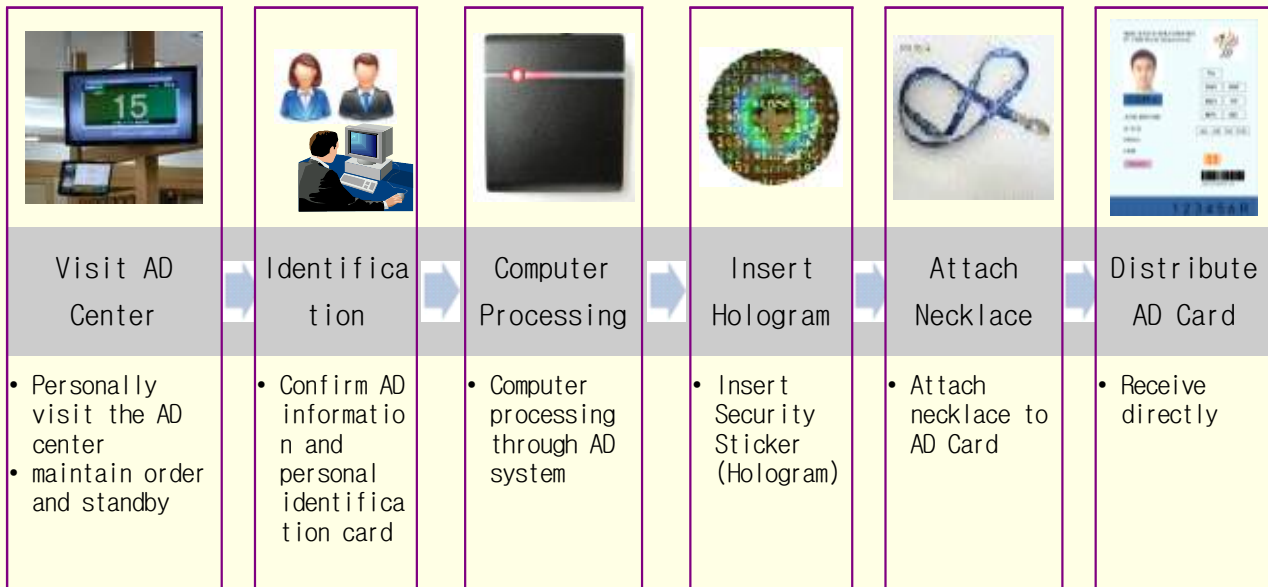 15
123456R
Visit AD
Center
Identifica
tion
Computer
Processing
Insert
Hologram
Attach
Necklace
Distribute
AD Card
• Personally
visit the AD
center
• maintain order
and standby
• Confirm AD
informatio
n and
personal
identifica
tion card
• Computer
processing
through AD
system
• Insert
Security
Sticker
(Hologram)
• Attach
necklace to
AD Card
• Receive
directly